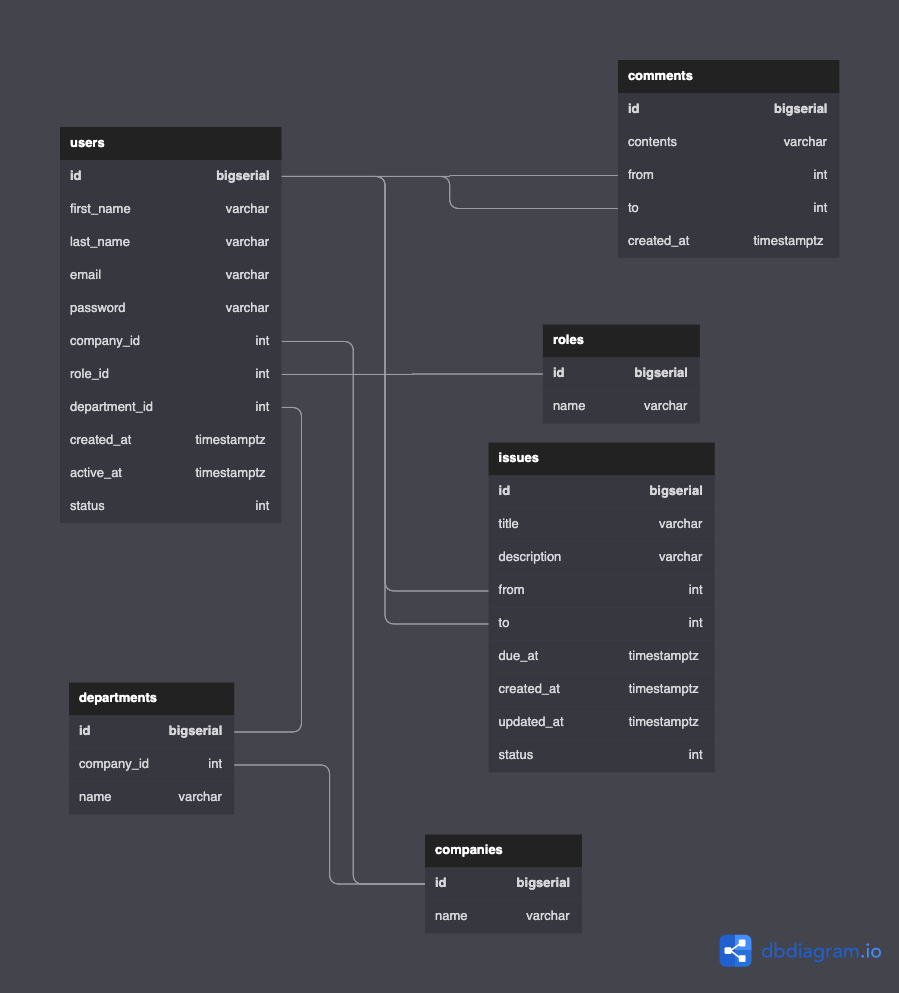 comments
id bigserial
contents varchar
from int
to int
created_at timestamptz
users
id bigserial
first_name varchar
last_name varchar
email varchar
password varchar
company_id int
role_id int
department_id int
created_at timestamptz
active_at timestamptz
status int
roles
id bigserial
name varchar
issues
id bigserial
title varchar
description varchar
from int
to int
due_at timestamptz
created_at timestamptz
updated_at timestamptz
status int
departments
id bigserial
company_id int
name varchar
companies
id bigserial
name varchar
dbdiagram.io